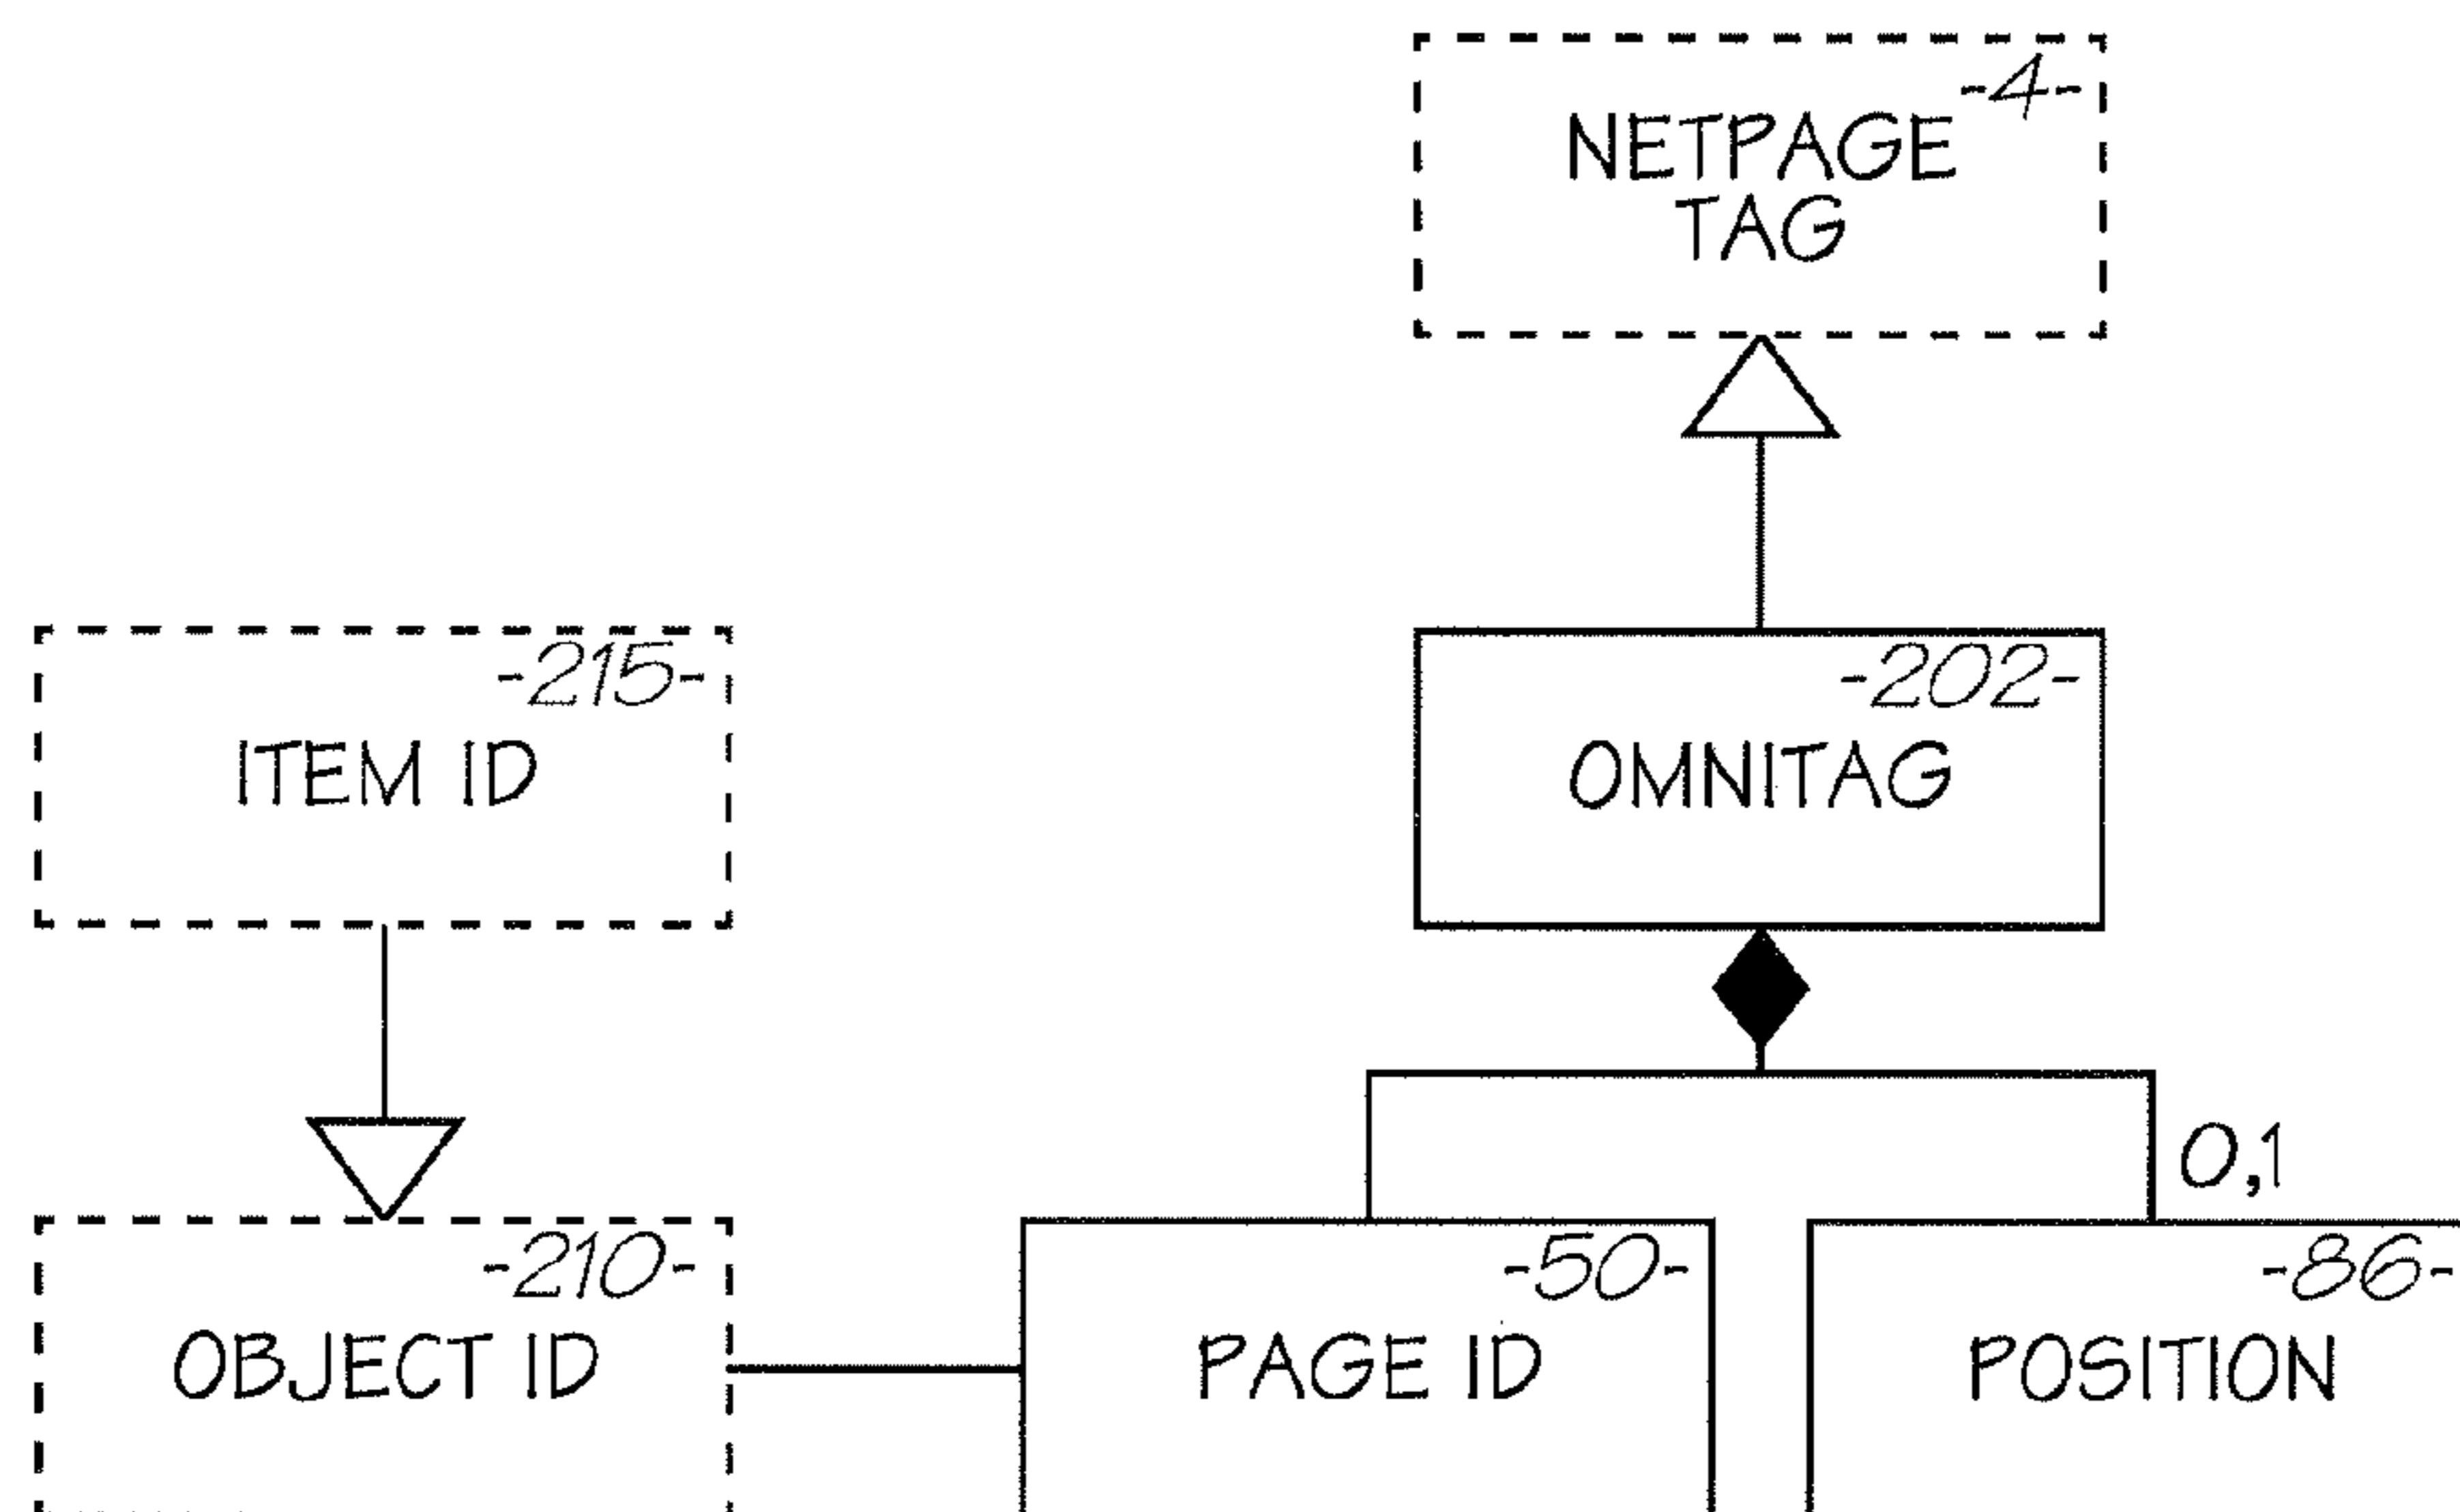 -4-
NETPAGE
TAG
-215-
ITEM ID
-202-
OMNITAG
0,1
-210-
OBJECT ID
-50-
PAGE ID
-86-
POSITION